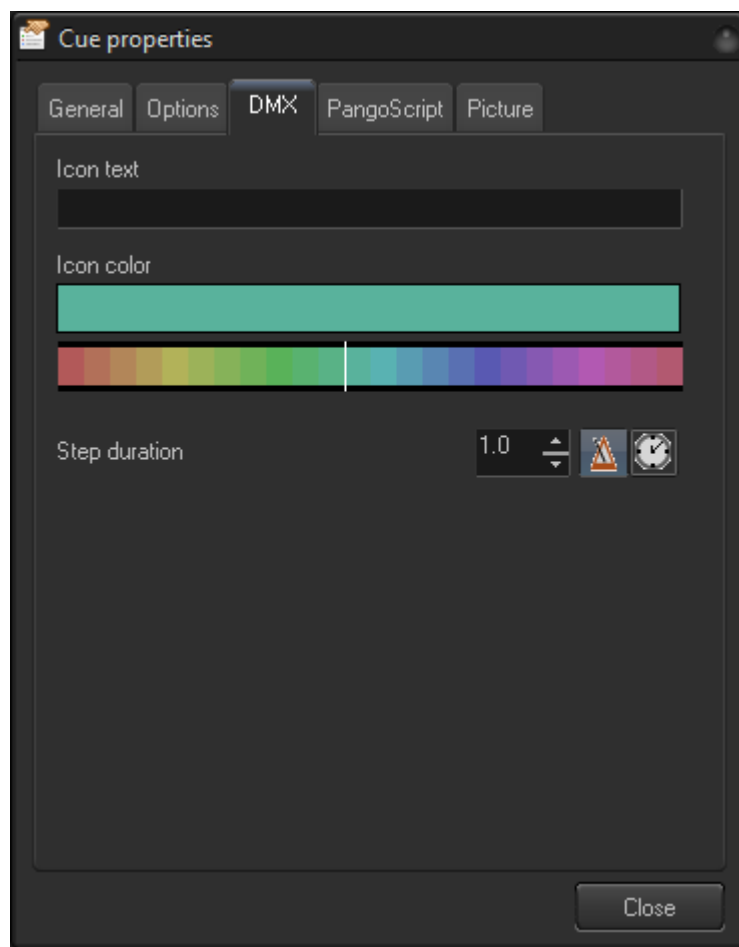 Cue properties
General Options DMX PangoScript Picture
Icon text
Icon color
Step duration 1.0
Close